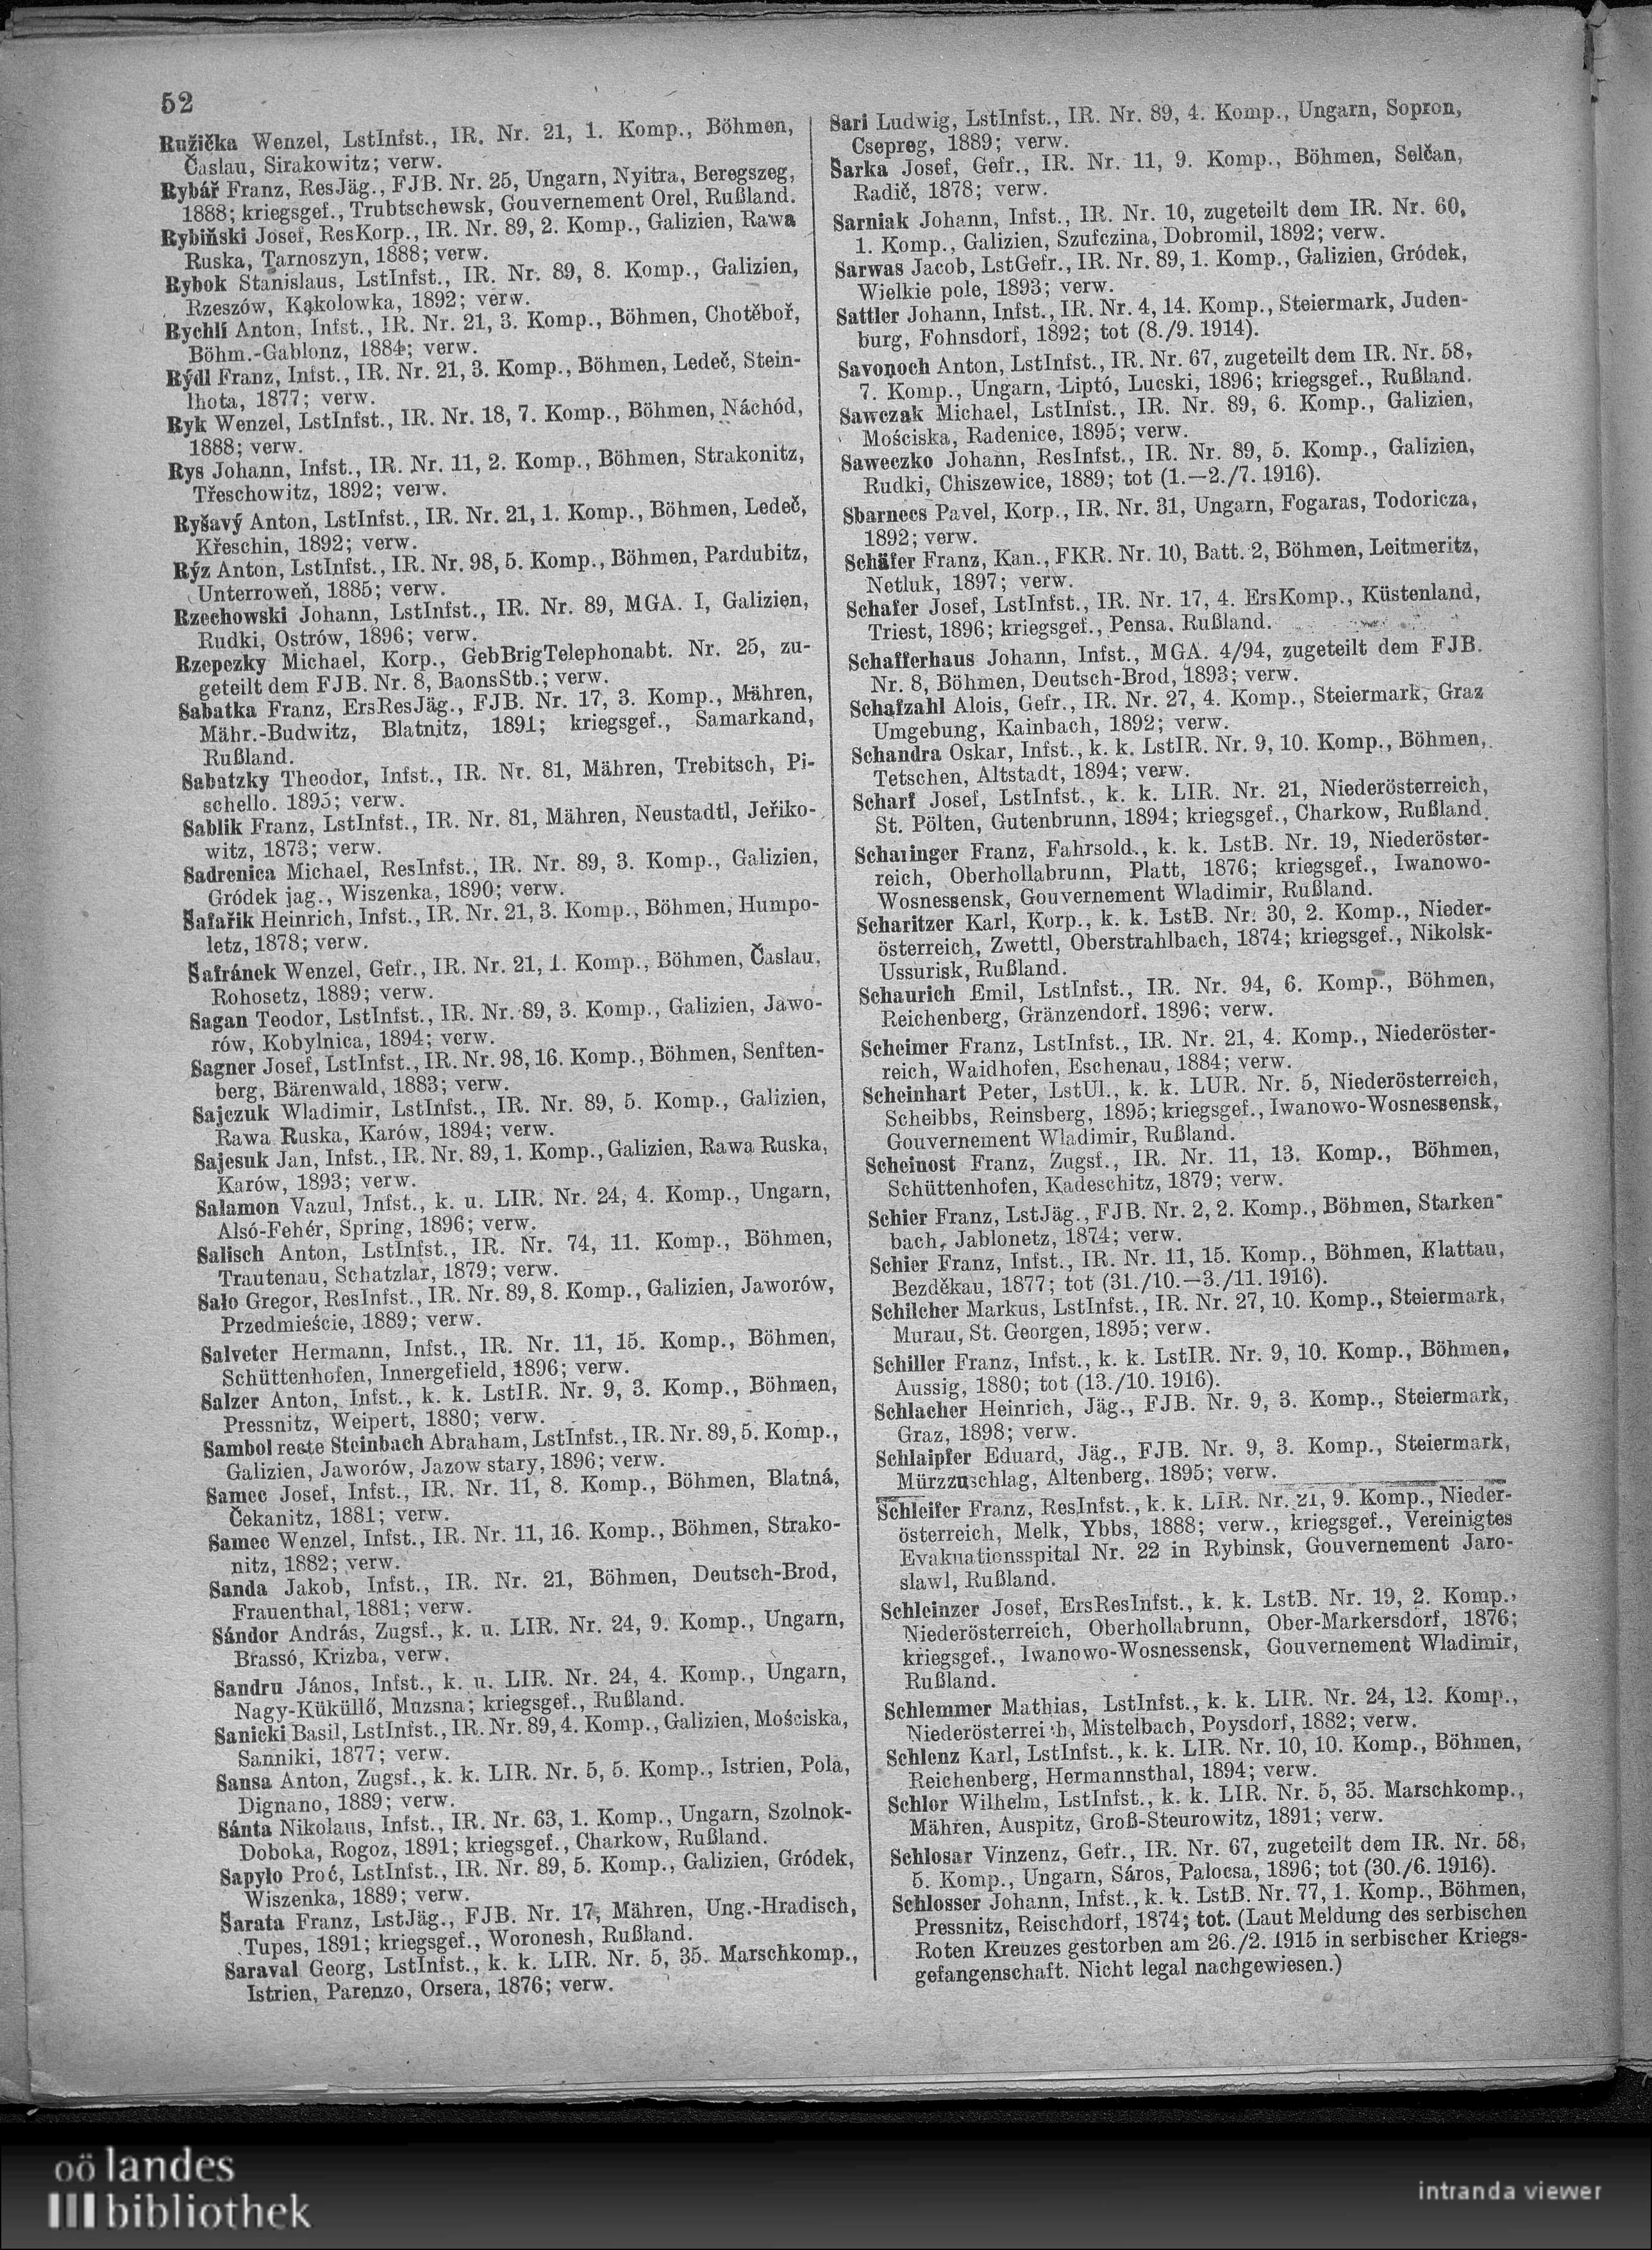 52
Ružička Wenzel, LstInfst., IR. Nr. 21, 1. Komp., Böhmen,
Časlau, Sirakowitz; verw.
Rybář Franz, ResJäg., FJB. Nr. 25, Ungarn, Nyitra, Beregszeg,
1888; kriegsgef., Trubtschewsk, Gouvernement Orel, Rußland.
Rybiński Josef, ResKorp., IR. Nr. 89, 2. Komp., Galizien, Rawa
Ruska, Tarnoszyn, 1888; verw.
Rybok Stanislaus, LstInfst., IR. Nr. 89, 8. Komp., Galizien,
Rzeszów, Kąkolowka, 1892; verw.
Rychlí Anton, Infst., IR. Nr. 21, 3. Komp., Böhmen, Chotěboř,
Böhm.-Gablonz, 1884; verw.
Rýdl Franz, Infst., IR. Nr. 21, 3. Komp., Böhmen, Ledeč, Stein-
lhota, 1877; verw.
Ryk Wenzel, LstInfst., IR. Nr. 18, 7. Komp., Böhmen, Náchód,
1888; verw.
Rys Johann, Infst., IR. Nr. 11, 2. Komp., Böhmen, Strakonitz,
Třeschowitz, 1892; verw.
Ryšavý Anton, LstInfst., IR. Nr. 21, 1. Komp., Böhmen, Ledeč,
Křeschin, 1892; verw.
Rýz Anton, LstInfst., IR. Nr. 98, 5. Komp., Böhmen, Pardubitz,
Unterroweň, 1885; verw.
Rzechowski Johann, LstInfst., IR. Nr. 89, MGA. I, Galizien,
Rudki, Ostrów, 1896; verw.
Rzepezky Michael, Korp., GebBrigTelephonabt. Nr. 25, zu-
geteilt dem FJB. Nr. 8, BaonsStb.; verw.
Sabatka Franz, ErsResJäg., FJB. Nr. 17, 3. Komp., Mähren,
Mähr.-Budwitz, Blatnitz, 1891; kriegsgef., Samarkand,
Rußland.
Sabatzky Theodor, Infst., IR. Nr. 81, Mähren, Trebitsch, Pi-
schello. 1895; verw.
Sablik Franz, LstInfst., IR. Nr. 81, Mähren, Neustadtl, Jeřiko-
witz, 1873; verw.
Sadrenica Michael, ResInfst., IR. Nr. 89, 3. Komp., Galizien,
Gródek jag., Wiszenka, 1890; verw.
Šafařik Heinrich, Infst., IR. Nr. 21, 3. Komp., Böhmen, Humpo-
letz, 1878; verw.
Šafránek Wenzel, Gefr., IR. Nr. 21, 1. Komp., Böhmen, Časlau,
Rohosetz, 1889; verw.
Sagan Teodor, LstInfst., IR. Nr. 89, 3. Komp., Galizien, Jawo-
rów, Kobylnica, 1894; verw.
Sagner Josef, LstInfst., IR. Nr. 98, 16. Komp., Böhmen, Senften-
berg, Bärenwald, 1883; verw.
Sajczuk Wladimir, LstInfst., IR. Nr. 89, 5. Komp., Galizien,
Rawa Ruska, Karów, 1894; verw.
Sajesuk Jan, Infst., IR. Nr. 89, 1. Komp., Galizien, Rawa Ruska,
Karów, 1893; verw.
Salamon Vazul, Infst., k. u. LIR. Nr. 24, 4. Komp., Ungarn,
Alsó-Fehér, Spring, 1896; verw.
Salisch Anton, LstInfst., IR. Nr. 74, 11. Komp., Böhmen,
Trautenau, Schatzlar, 1879; verw.
Sało Gregor, ResInfst., IR. Nr. 89, 8. Komp., Galizien, Jaworów,
Przedmieście, 1889; verw.
Salveter Hermann, Infst., IR. Nr. 11, 15. Komp., Böhmen,
Schüttenhofen, Innergefield, 1896; verw.
Salzer Anton, Infst., k. k. LstIR. Nr. 9, 3. Komp., Böhmen,
Pressnitz, Weipert, 1880; verw.
Sambol recte Steinbach Abraham, LstInfst., IR. Nr. 89, 5. Komp.,
Galizien, Jaworów, Jazow stary, 1896; verw.
Samec Josef, Infst., IR. Nr. 11, 8. Komp., Böhmen, Blatná,
Čekanitz, 1881; verw.
Samec Wenzel, Infst., IR. Nr. 11, 16. Komp., Böhmen, Strako-
nitz, 1882; verw.
Sanda Jakob, Infst., IR. Nr. 21, Böhmen, Deutsch-Brod,
Frauenthal, 1881; verw.
Sándor András, Zugsf., k. u. LIR. Nr. 24, 9. Komp., Ungarn,
Brassó, Krizba, verw.
Sandru János, Infst., k. u. LIR. Nr. 24, 4. Komp., Ungarn,
Nagy-Küküllő, Muzsna; kriegsgef., Rußland.
Sanicki Basil, LstInfst., IR. Nr. 89, 4. Komp., Galizien, Mościska,
Sanniki, 1877; verw.
Sansa Anton, Zugsf., k. k. LIR. Nr. 5, 5. Komp., Istrien, Pola,
Dignano, 1889; verw.
Sánta Nikolaus, Infst., IR. Nr. 63, 1. Komp., Ungarn, Szolnok-
Doboka, Rogoz, 1891; kriegsgef., Charkow, Rußland.
Sapyło Proć, LstInfst., IR. Nr. 89, 5. Komp., Galizien, Gródek,
Wiszenka, 1889; verw.
Šarata Franz, LstJäg., FJB. Nr. 17, Mähren, Ung.-Hradisch,
Tupes, 1891; kriegsgef., Woronesh, Rußland.
Saraval Georg, LstInfst., k. k. LIR. Nr. 5, 35. Marschkomp.,
Istrien, Parenzo, Orsera, 1876; verw.
Sari Ludwig, LstInfst., IR. Nr. 89, 4. Komp., Ungarn, Sopron,
Csepreg, 1889; verw.
Šarka Josef, Gefr., IR. Nr. 11, 9. Komp., Böhmen, Selčan,
Radič, 1878; verw.
Sarniak Johann, Infst., IR. Nr. 10, zugeteilt dem IR. Nr. 60,
1. Komp., Galizien, Szufczina, Dobromil, 1892; verw.
Sarwas Jacob, LstGefr., IR. Nr. 89, 1. Komp., Galizien, Gródek,
Wielkie pole, 1893; verw.
Sattler Johann, Infst., IR. Nr. 4, 14. Komp., Steiermark, Juden-
burg, Fohnsdorf, 1892; tot (8./9. 1914).
Savonoch Anton, LstInfst., IR. Nr. 67, zugeteilt dem IR. Nr. 58,
7. Komp., Ungarn, Liptó, Lucski, 1896; kriegsgef., Rußland.
Sawczak Michael, LstInfst., IR. Nr. 89, 6. Komp., Galizien,
Mościska, Radenice, 1895; verw.
Saweczko Johann, ResInfst., IR. Nr. 89, 5. Komp., Galizien,
Rudki, Chiszewice, 1889; tot (1.—2./7. 1916).
Sbarnecs Pavel, Korp., IR. Nr. 31, Ungarn, Fogaras, Todoricza,
1892; verw.
Schäfer Franz, Kan., FKR. Nr. 10, Batt. 2, Böhmen, Leitmeritz,
Netluk, 1897; verw.
Schafer Josef, LstInfst., IR. Nr. 17, 4. ErsKomp., Küstenland,
Triest, 1896; kriegsgef., Pensa, Rußland.
Schafferhaus Johann, Infst., MGA. 4/94, zugeteilt dem FJB.
Nr. 8, Böhmen, Deutsch-Brod, 1893; verw.
Schafzahl Alois, Gefr., IR. Nr. 27, 4. Komp., Steiermark, Graz
Umgebung, Kainbach, 1892; verw.
Schandra Oskar, Infst., k. k. LstIR. Nr. 9, 10. Komp., Böhmen,
Tetschen, Altstadt, 1894; verw.
Scharf Josef, LstInfst., k. k. LIR. Nr. 21, Niederösterreich,
St. Pölten, Gutenbrunn, 1894; kriegsgef., Charkow, Rußland.
Scharinger Franz, Fahrsold., k. k. LstB. Nr. 19, Niederöster-
reich, Oberhollabrunn, Platt, 1876; kriegsgef., Iwanowo-
Wosnessensk, Gouvernement Wladimir, Rußland.
Scharitzer Karl, Korp., k. k. LstB. Nr. 30, 2. Komp., Nieder-
österreich, Zwettl, Oberstrahlbach, 1874; kriegsgef., Nikolsk-
Ussurisk, Rußland.
Schaurich Emil, LstInfst., IR. Nr. 94, 6. Komp., Böhmen,
Reichenberg, Gränzendorf, 1896; verw.
Scheimer Franz, LstInfst., IR. Nr. 21, 4. Komp., Niederöster-
reich, Waidhofen, Eschenau, 1884; verw.
Scheinhart Peter, LstUl., k. k. LUR. Nr. 5, Niederösterreich,
Scheibbs, Reinsberg, 1895; kriegsgef., Iwanowo-Wosnessensk,
Gouvernement Wladimir, Rußland.
Scheinost Franz, Zugsf., IR. Nr. 11, 13. Komp., Böhmen,
Schüttenhofen, Kadeschitz, 1879; verw.
Schier Franz, LstJäg., FJB. Nr. 2, 2. Komp., Böhmen, Starken-
bach, Jablonetz, 1874; verw.
Schier Franz, Infst., IR. Nr. 11, 15. Komp., Böhmen, Klattau,
Bezděkau, 1877; tot (31./10.—3./11. 1916).
Schilcher Markus, LstInfst., IR. Nr. 27, 10. Komp., Steiermark,
Murau, St. Georgen, 1895; verw.
Schiller Franz, Infst., k. k. LstIR. Nr. 9, 10. Komp., Böhmen,
Aussig, 1880; tot (13./10. 1916).
Schlacher Heinrich, Jäg., FJB. Nr. 9, 3. Komp., Steiermark,
Graz, 1898; verw.
Schlaipfer Eduard, Jäg., FJB. Nr. 9, 3. Komp., Steiermark,
Mürzzuschlag, Altenberg, 1895; verw.
Schleifer Franz, ResInfst., k. k. LIR. Nr. 21, 9. Komp., Nieder-
österreich, Melk, Ybbs, 1888; verw., kriegsgef., Vereinigtes
Evakuationsspital Nr. 22 in Rybinsk, Gouvernement Jaro-
slawl, Rußland.
Schleinzer Josef, ErsResInfst., k. k. LstB. Nr. 19, 2. Komp.,
Niederösterreich, Oberhollabrunn, Ober-Markersdorf, 1876;
kriegsgef., Iwanowo-Wosnessensk, Gouvernement Wladimir,
Rußland.
Schlemmer Mathias, LstInfst., k. k. LIR. Nr. 24, 12. Komp.,
Niederösterreich, Mistelbach, Poysdorf, 1882; verw.
Schlenz Karl, LstInfst., k. k. LIR. Nr. 10, 10. Komp., Böhmen,
Reichenberg, Hermannsthal, 1894; verw.
Schlor Wilhelm, LstInfst., k. k. LIR. Nr. 5, 35. Marschkomp.,
Mähren, Auspitz, Groß-Steurowitz, 1891; verw.
Schlosar Vinzenz, Gefr., IR. Nr. 67, zugeteilt dem IR. Nr. 58,
5. Komp., Ungarn, Sáros, Palocsa, 1896; tot (30./6. 1916).
Schlosser Johann, Infst., k. k. LstB. Nr. 77, 1. Komp., Böhmen,
Pressnitz, Reischdorf, 1874; tot. (Laut Meldung des serbischen
Roten Kreuzes gestorben am 26./2. 1915 in serbischer Kriegs-
gefangenschaft. Nicht legal nachgewiesen.)
oö landes
bibliothek
intranda viewer